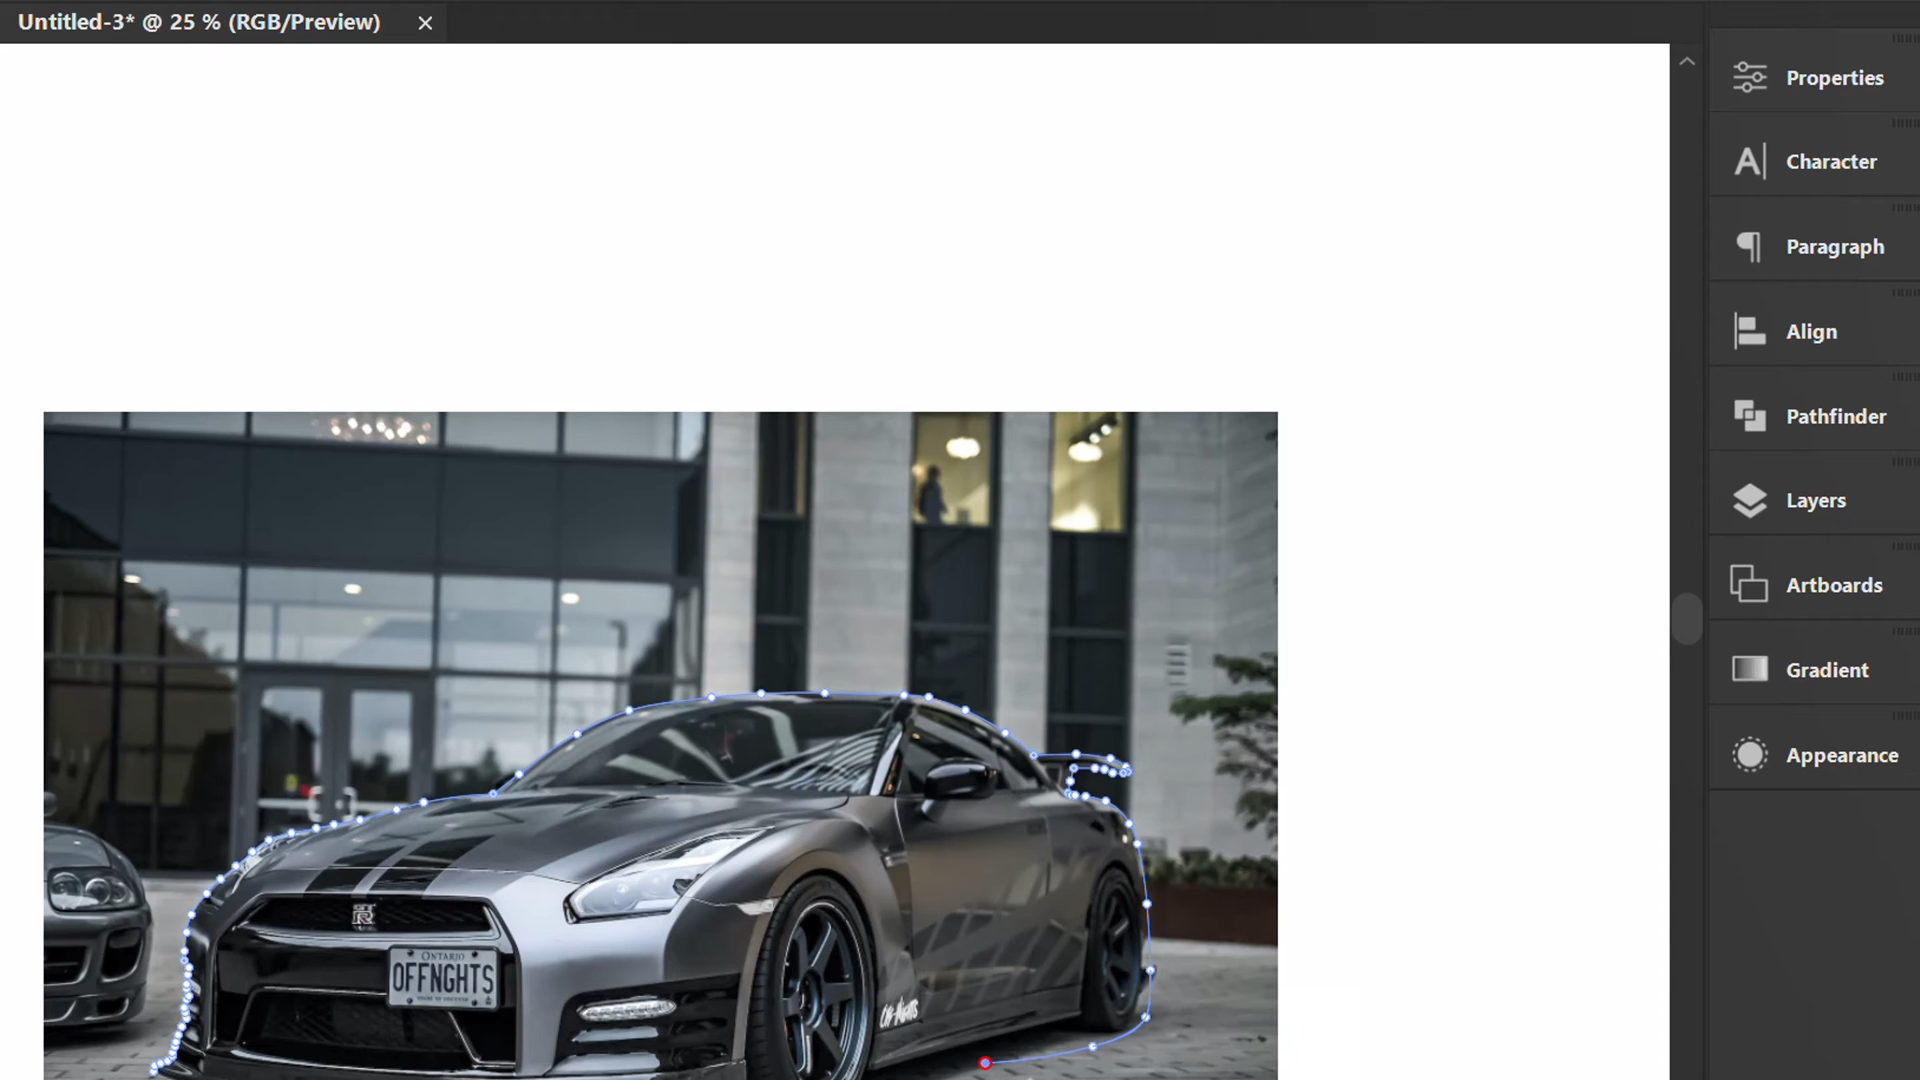 Untitled-3* @ 25 % (RGB/Preview)
Properties
Character
Paragraph
Align
Pathfinder
Layers
Artboards
Gradient
Appearance
R
ONTARIO
OFFNGHTS